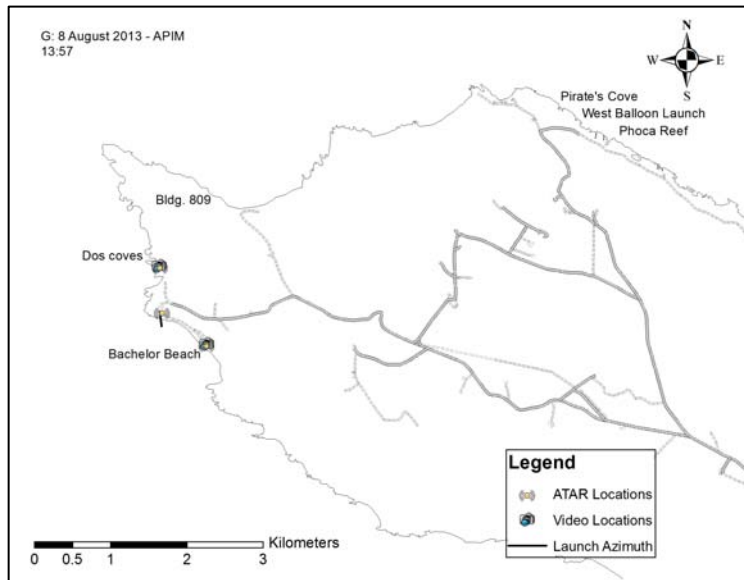 G: 8 August 2013 - APIM
13:57
N
W E
S
Pirate's Cove
West Balloon Launch
Phoca Reef
Bldg. 809
Dos coves
Bachelor Beach
Legend
ATAR Locations
Video Locations
Launch Azimuth
Kilometers
0 0.5 1 2 3